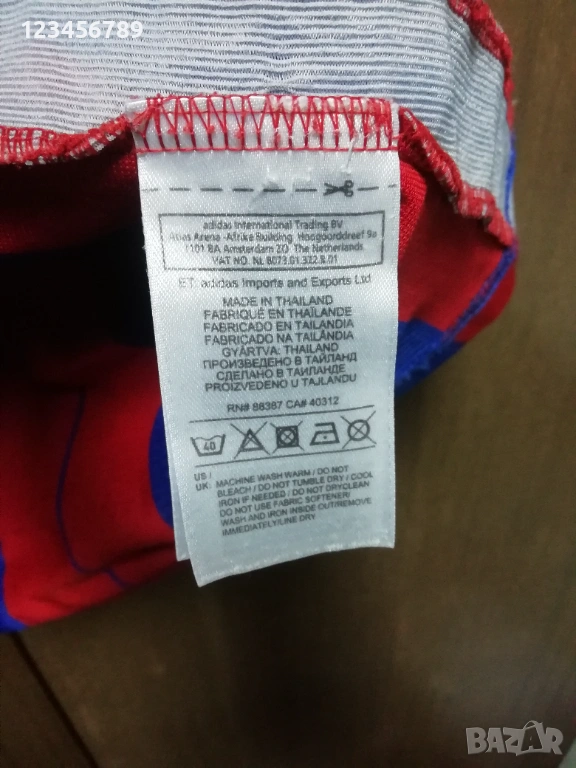 123456789
adidas International Trading BV
Atlas Arena -Afrika Building Hoogoorddreef 9a
1101 BA Amsterdam ZO The Netherlands
VAT NO. NL 8073.01.322.B.01
ET. adidas Imports and Exports Ltd
MADE IN THAILAND
FABRIQUÉ EN THAÏLANDE
FABRICADO EN TAILANDIA
FABRICADO NA TAILÂNDIA
GYÁRTVA: THAILAND
ПРОИЗВЕДЕНО В ТАЙЛАНД
СДЕЛАНО В ТАИЛАНДЕ
PROIZVEDENO U TAJLANDU
RN# 88387 CA# 40312
40
US /
UK: MACHINE WASH WARM / DO NOT
BLEACH / DO NOT TUMBLE DRY / COOL
IRON IF NEEDED / DO NOT DRYCLEAN
DO NOT USE FABRIC SOFTENER/
WASH AND IRON INSIDE OUT/REMOVE
IMMEDIATELY/LINE DRY
BAZAR